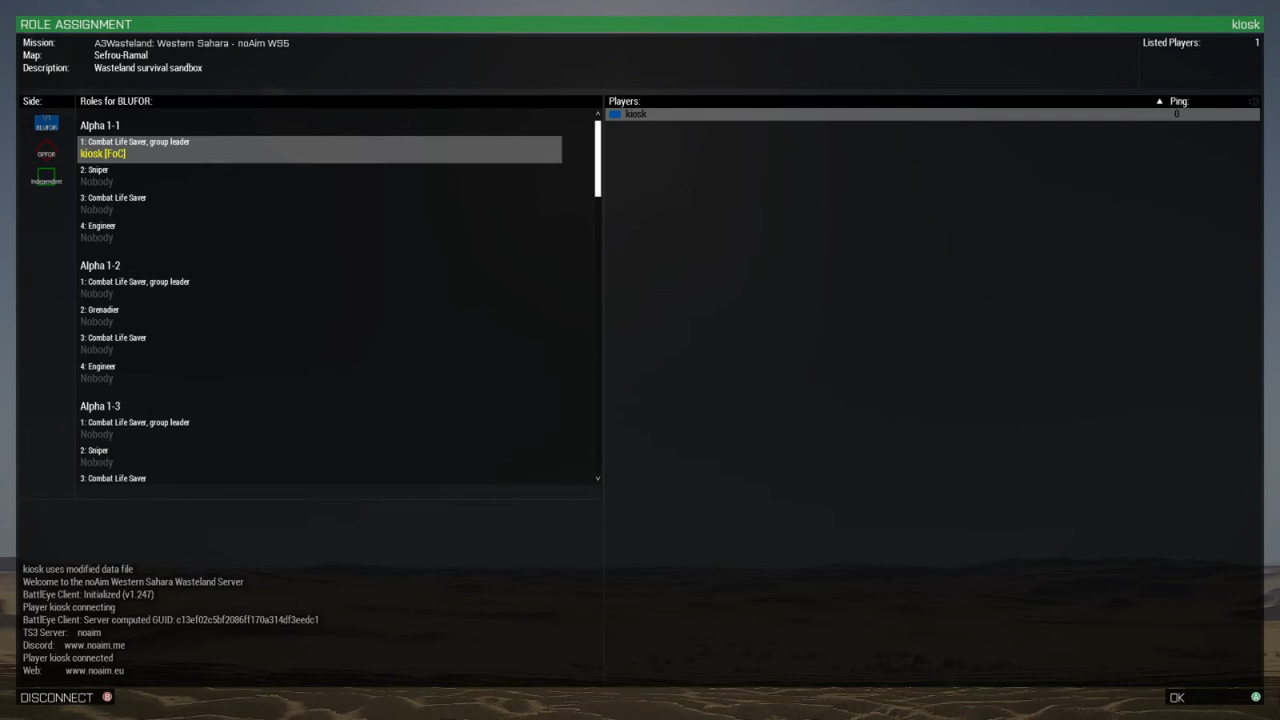 ROLE ASSIGNMENT kiosk
Mission: A3Wasteland: Western Sahara - noAim WS5 Listed Players: 1
Map: Sefrou-Ramal
Description: Wasteland survival sandbox
Side: Roles for BLUFOR: Players: Ping:
1/1
BLUFOR
OPFOR
Independent
Alpha 1-1
1: Combat Life Saver, group leader
kiosk [FoC]
2: Sniper
Nobody
3: Combat Life Saver
Nobody
4: Engineer
Nobody
Alpha 1-2
1: Combat Life Saver, group leader
Nobody
2: Grenadier
Nobody
3: Combat Life Saver
Nobody
4: Engineer
Nobody
Alpha 1-3
1: Combat Life Saver, group leader
Nobody
2: Sniper
Nobody
3: Combat Life Saver
kiosk 0
kiosk uses modified data file
Welcome to the noAim Western Sahara Wasteland Server
BattlEye Client: Initialized (v1.247)
Player kiosk connecting
BattlEye Client: Server computed GUID: c13ef02c5bf2086ff170a314df3eedc1
TS3 Server: noaim
Discord: www.noaim.me
Player kiosk connected
Web: www.noaim.eu
DISCONNECT B OK A